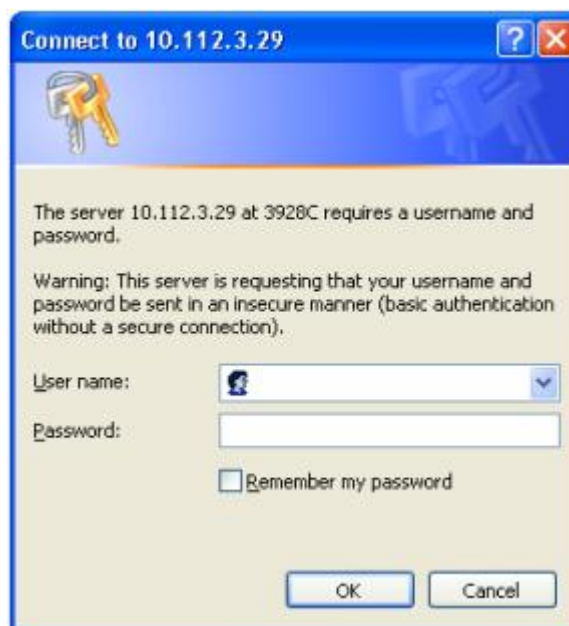 Connect to 10.112.3.29
The server 10.112.3.29 at 3928C requires a username and
password.
Warning: This server is requesting that your username and
password be sent in an insecure manner (basic authentication
without a secure connection).
User name:
Password:
Remember my password
OK Cancel